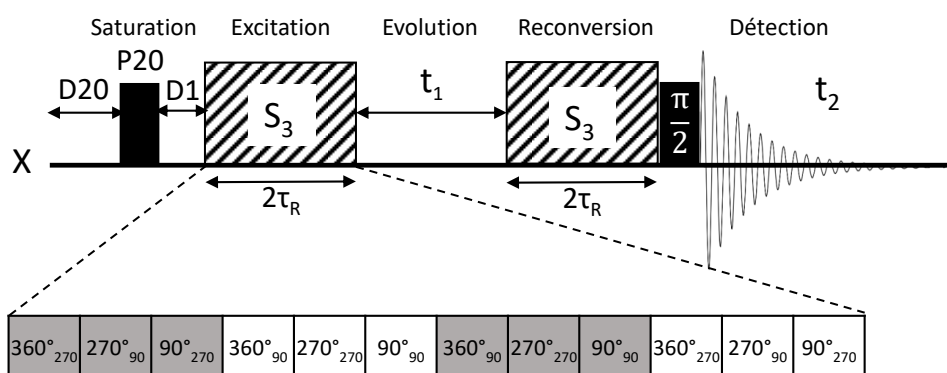 Saturation Excitation Evolution Reconversion Détection
P20
D20 D1 S₃ t₁ S₃ π/2 t₂
X
2τR 2τR
360°₂₇₀ 270°₉₀ 90°₂₇₀ 360°₉₀ 270°₂₇₀ 90°₉₀ 360°₉₀ 270°₂₇₀ 90°₉₀ 360°₂₇₀ 270°₉₀ 90°₂₇₀